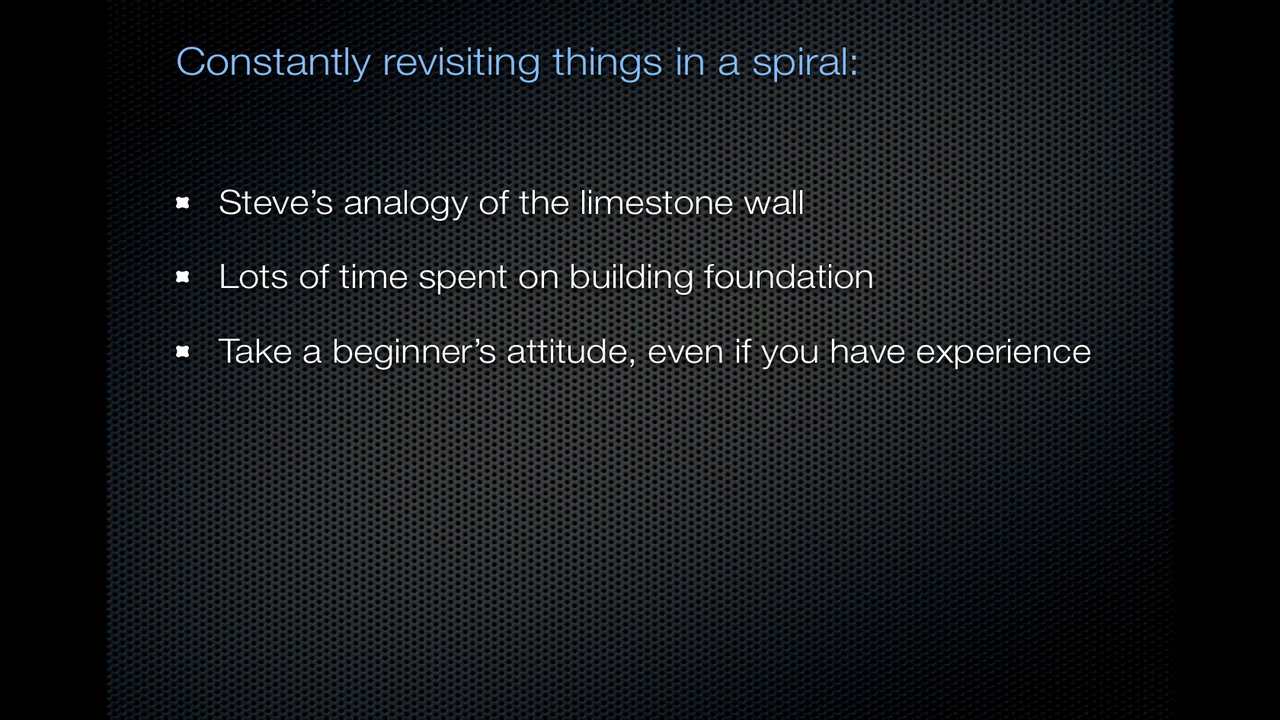 Constantly revisiting things in a spiral:
Steve’s analogy of the limestone wall
Lots of time spent on building foundation
Take a beginner’s attitude, even if you have experience